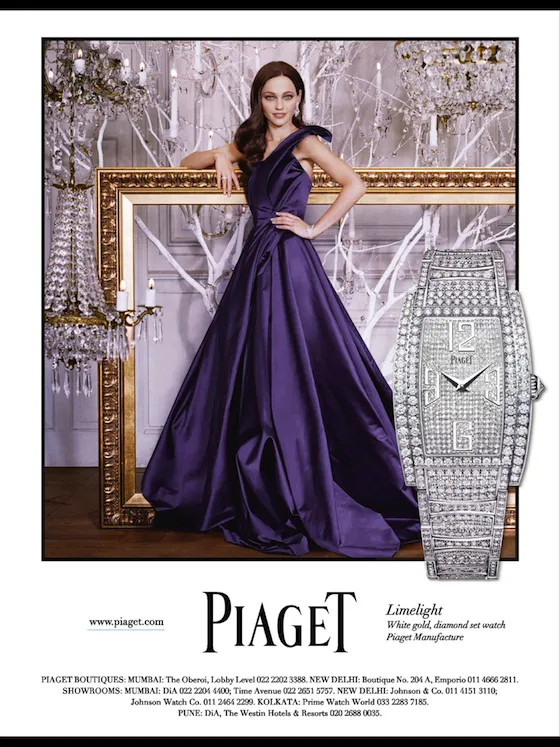 12
PIAGET
6
www.piaget.com
PIAGET
Limelight
White gold, diamond set watch
Piaget Manufacture
PIAGET BOUTIQUES: MUMBAI: The Oberoi, Lobby Level 022 2202 3388. NEW DELHI: Boutique No. 204 A, Emporio 011 4666 2811.
SHOWROOMS: MUMBAI: DiA 022 2204 4400; Time Avenue 022 2651 5757. NEW DELHI: Johnson & Co. 011 4151 3110;
Johnson Watch Co. 011 2464 2299. KOLKATA: Prime Watch World 033 2283 7185.
PUNE: DiA, The Westin Hotels & Resorts 020 2688 0035.